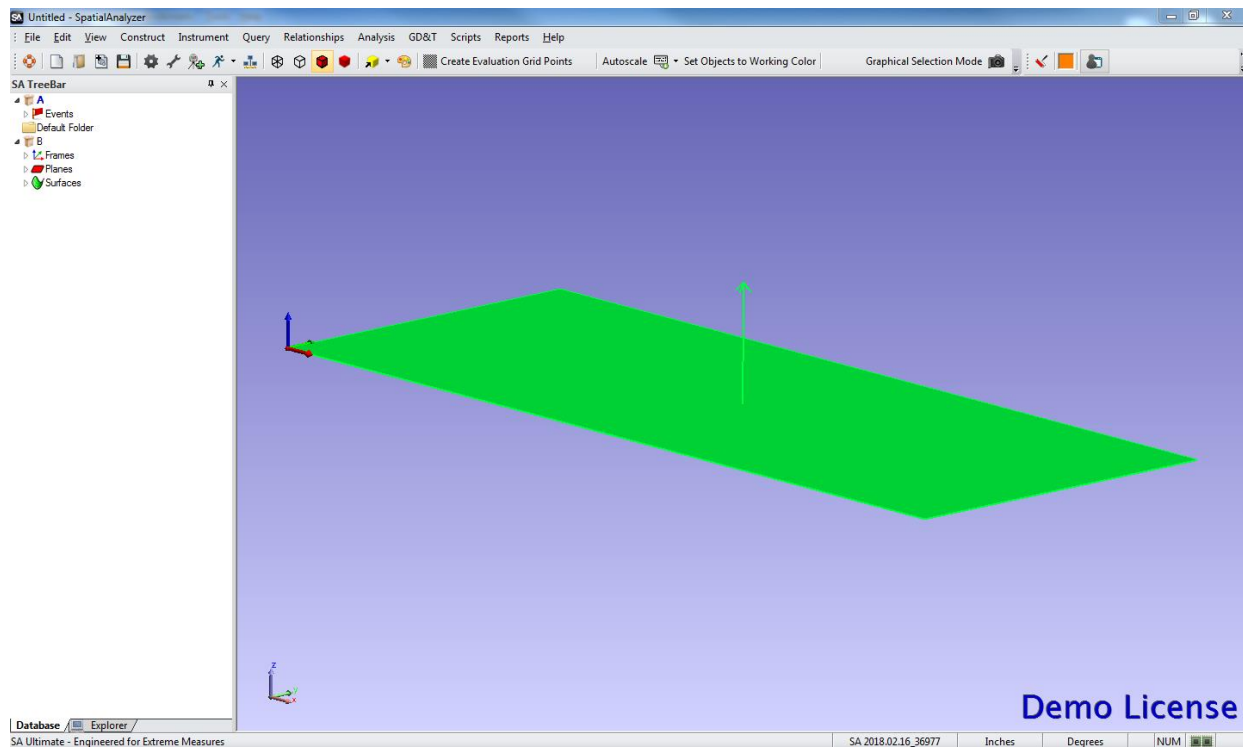 Untitled - SpatialAnalyzer
File Edit View Construct Instrument Query Relationships Analysis GD&T Scripts Reports Help
Create Evaluation Grid Points Autoscale Set Objects to Working Color Graphical Selection Mode
SA TreeBar
A
Events
Default Folder
B
Frames
Planes
Surfaces
z
y
x
Demo License
Database Explorer
SA Ultimate - Engineered for Extreme Measures SA 2018.02.16_36977 Inches Degrees NUM